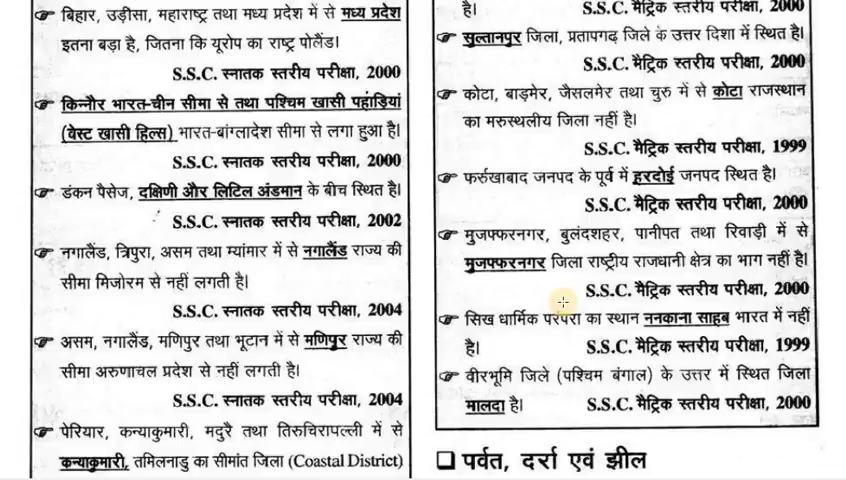 ☞ बिहार, उड़ीसा, महाराष्ट्र तथा मध्य प्रदेश में से मध्य प्रदेश
इतना बड़ा है, जितना कि यूरोप का राष्ट्र पोलैंड।
S.S.C. स्नातक स्तरीय परीक्षा, 2000
☞ किन्नौर भारत-चीन सीमा से तथा पश्चिम खासी पहाड़ियां
(वेस्ट खासी हिल्स) भारत-बांग्लादेश सीमा से लगा हुआ है।
S.S.C. स्नातक स्तरीय परीक्षा, 2000
☞ डंकन पैसेज, दक्षिणी और लिटिल अंडमान के बीच स्थित है।
S.S.C. स्नातक स्तरीय परीक्षा, 2002
☞ नगालैंड, त्रिपुरा, असम तथा म्यांमार में से नगालैंड राज्य की
सीमा मिजोरम से नहीं लगती है।
S.S.C. स्नातक स्तरीय परीक्षा, 2004
☞ असम, नगालैंड, मणिपुर तथा भूटान में से मणिपुर राज्य की
सीमा अरुणाचल प्रदेश से नहीं लगती है।
S.S.C. स्नातक स्तरीय परीक्षा, 2004
☞ पेरियार, कन्याकुमारी, मदुरै तथा तिरुचिरापल्ली में से
कन्याकुमारी, तमिलनाडु का सीमांत जिला (Coastal District)
है। S.S.C. मैट्रिक स्तरीय परीक्षा, 2000
☞ सुल्तानपुर जिला, प्रतापगढ़ जिले के उत्तर दिशा में स्थित है।
S.S.C. मैट्रिक स्तरीय परीक्षा, 2000
☞ कोटा, बाड़मेर, जैसलमेर तथा चुरु में से कोटा राजस्थान
का मरुस्थलीय जिला नहीं है।
S.S.C. मैट्रिक स्तरीय परीक्षा, 1999
☞ फर्रुखाबाद जनपद के पूर्व में हरदोई जनपद स्थित है।
S.S.C. मैट्रिक स्तरीय परीक्षा, 2000
☞ मुजफ्फरनगर, बुलंदशहर, पानीपत तथा रिवाड़ी में से
मुजफ्फरनगर जिला राष्ट्रीय राजधानी क्षेत्र का भाग नहीं है।
S.S.C. मैट्रिक स्तरीय परीक्षा, 2000
☞ सिख धार्मिक परंपरा का स्थान ननकाना साहब भारत में नहीं
है। S.S.C. मैट्रिक स्तरीय परीक्षा, 1999
☞ वीरभूमि जिले (पश्चिम बंगाल) के उत्तर में स्थित जिला
मालदा है। S.S.C. मैट्रिक स्तरीय परीक्षा, 2000
❑ पर्वत, दर्रा एवं झील